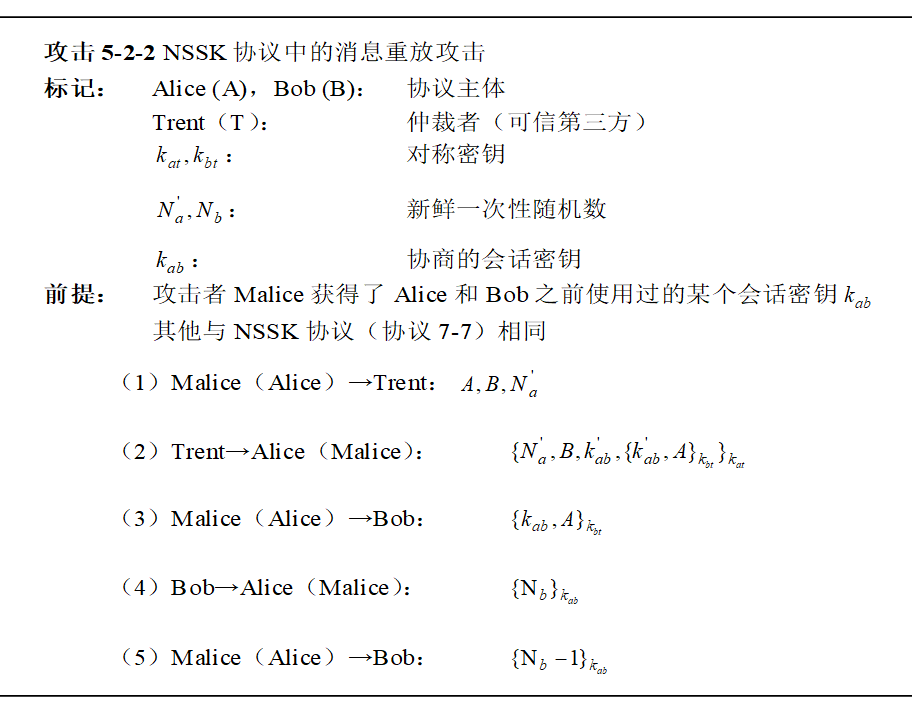 攻击 5-2-2 NSSK 协议中的消息重放攻击
标记： Alice (A)，Bob (B)： 协议主体
Trent（T）： 仲裁者（可信第三方）
k_{at}, k_{bt}： 对称密钥
N_a^', N_b： 新鲜一次性随机数
k_{ab}： 协商的会话密钥
前提： 攻击者 Malice 获得了 Alice 和 Bob 之前使用过的某个会话密钥 k_{ab}
其他与 NSSK 协议（协议 7-7）相同
（1）Malice（Alice）→Trent： A, B, N_a^'
（2）Trent→Alice（Malice）： {N_a^', B, k_{ab}^', {k_{ab}^', A}_{k_{bt}}}_{k_{at}}
（3）Malice（Alice）→Bob： {k_{ab}, A}_{k_{bt}}
（4）Bob→Alice（Malice）： {N_b}_{k_{ab}}
（5）Malice（Alice）→Bob： {N_b − 1}_{k_{ab}}